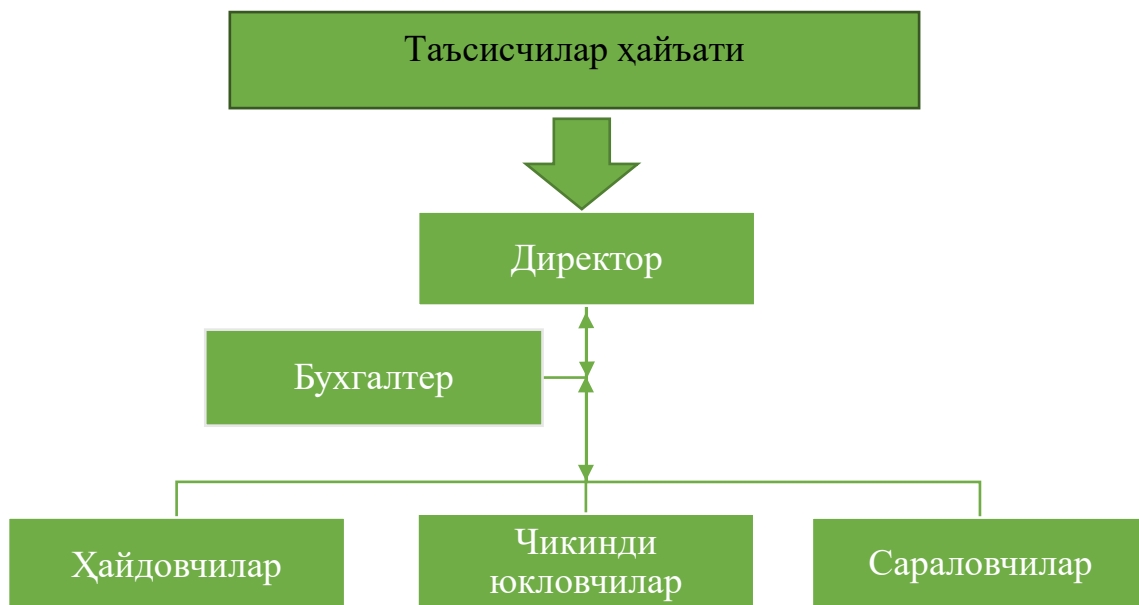 Таъсисчилар ҳайъати
Директор
Бухгалтер
Ҳайдовчилар
Чикинди
юкловчилар
Сараловчилар